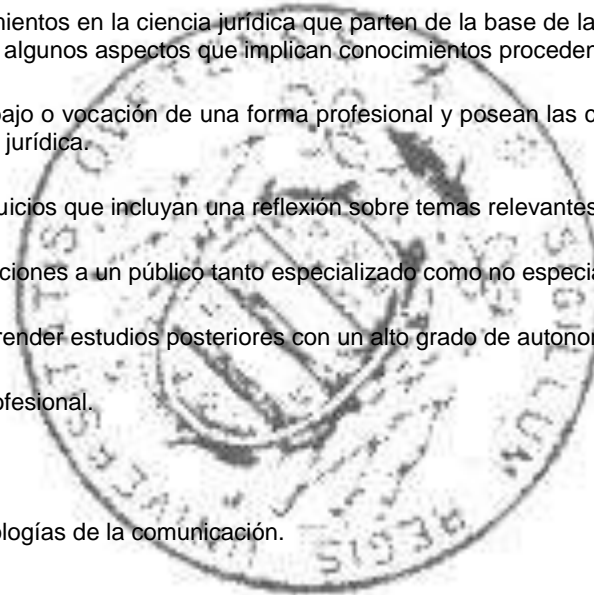 mientos en la ciencia jurídica que parten de la base de la
algunos aspectos que implican conocimientos proceden
bajo o vocación de una forma profesional y posean las c
jurídica.
uicios que incluyan una reflexión sobre temas relevantes
ciones a un público tanto especializado como no especia
render estudios posteriores con un alto grado de autonom
ofesional.
ologías de la comunicación.
SIGILLUM REGIS UNIVERSITATIS